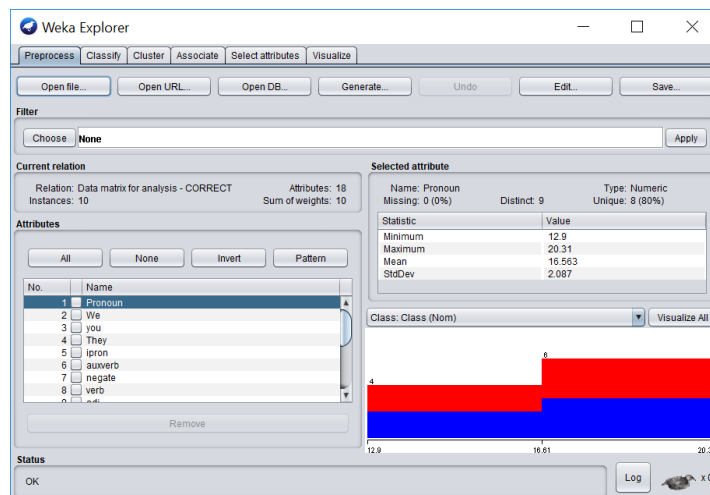 Weka Explorer
Preprocess Classify Cluster Associate Select attributes Visualize
Open file... Open URL... Open DB... Generate... Undo Edit... Save...
Filter
Choose None Apply
Current relation
Relation: Data matrix for analysis - CORRECT Attributes: 18
Instances: 10 Sum of weights: 10
Selected attribute
Name: Pronoun Type: Numeric
Missing: 0 (0%) Distinct: 9 Unique: 8 (80%)
Statistic Value
Minimum 12.9
Maximum 20.31
Mean 16.563
StdDev 2.087
Attributes
All None Invert Pattern
No. Name
1 Pronoun
2 We
3 you
4 They
5 ipron
6 auxverb
7 negate
8 verb
Remove
Class: Class (Nom) Visualize All
4 6
12.9 16.61 20.3
Status
OK
Log x